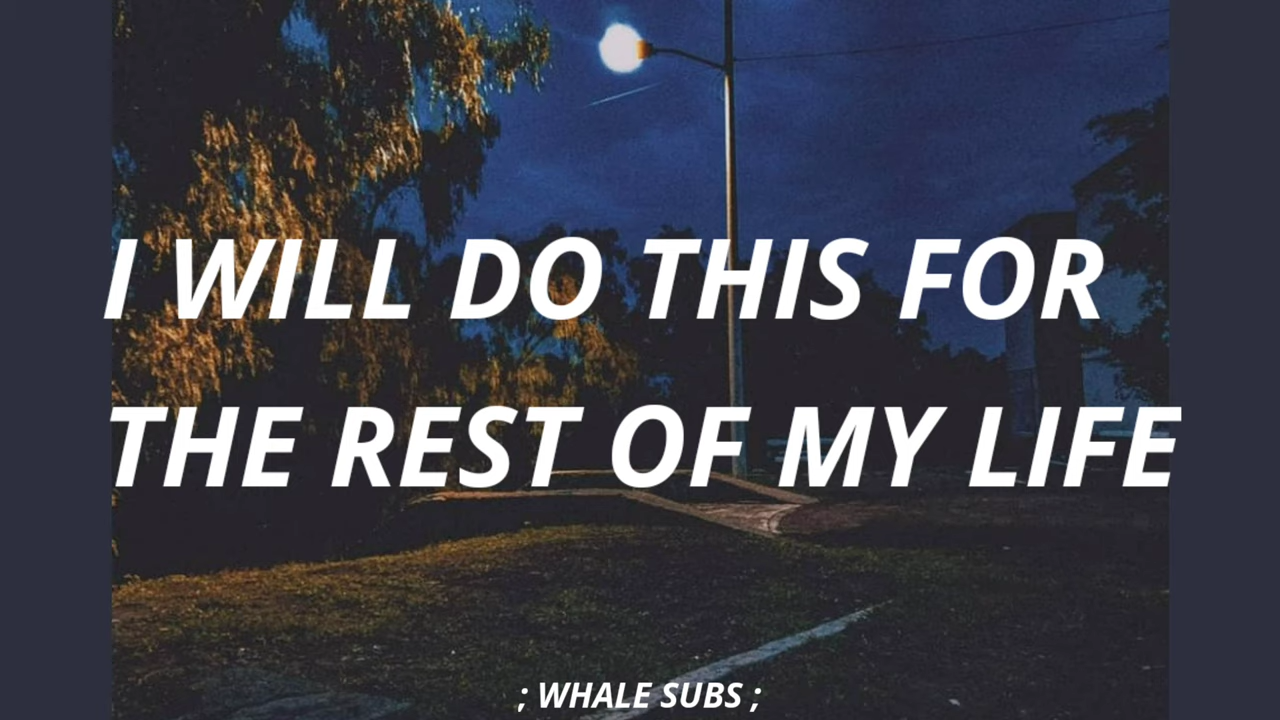 I WILL DO THIS FOR
THE REST OF MY LIFE
; WHALE SUBS ;